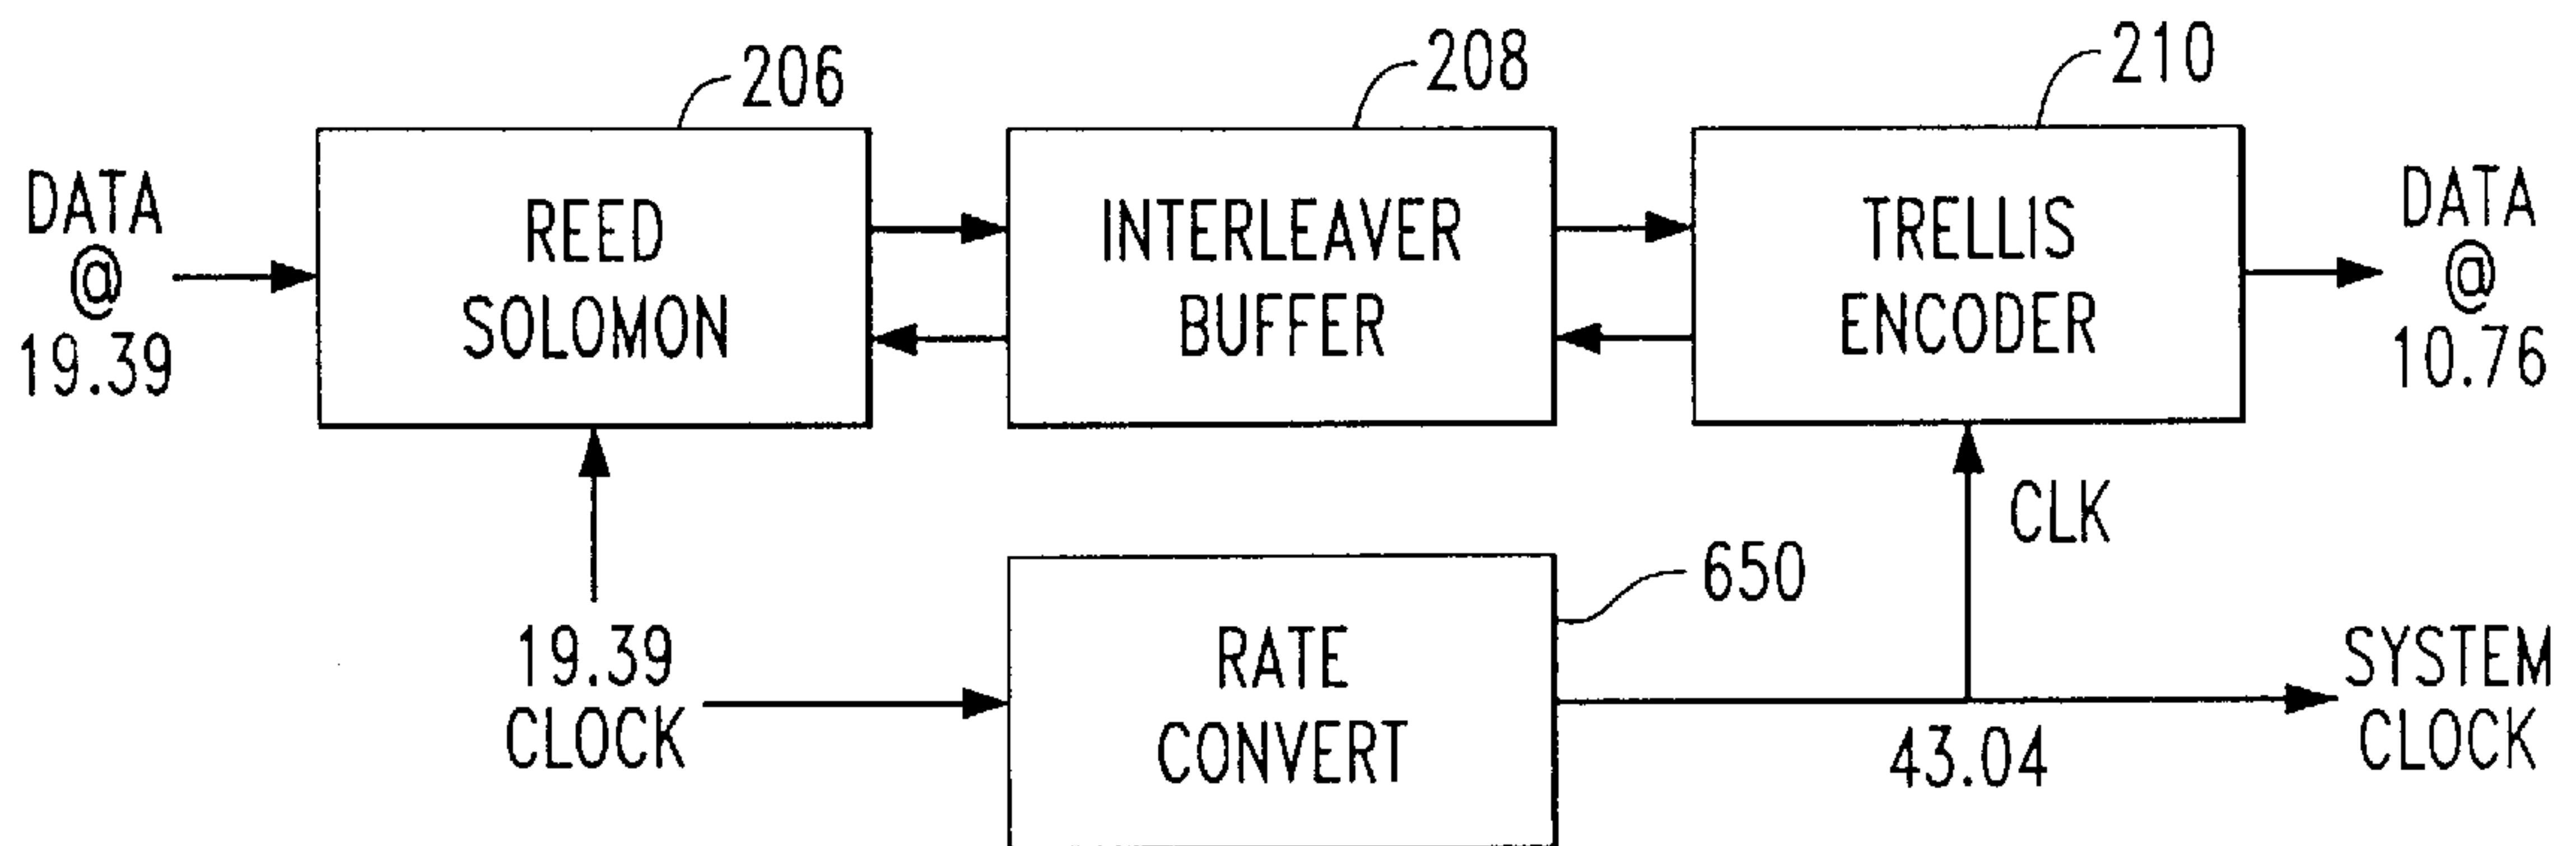 206
208
210
DATA
@
19.39
REED
SOLOMON
INTERLEAVER
BUFFER
TRELLIS
ENCODER
DATA
@
10.76
CLK
650
19.39
CLOCK
RATE
CONVERT
43.04
SYSTEM
CLOCK